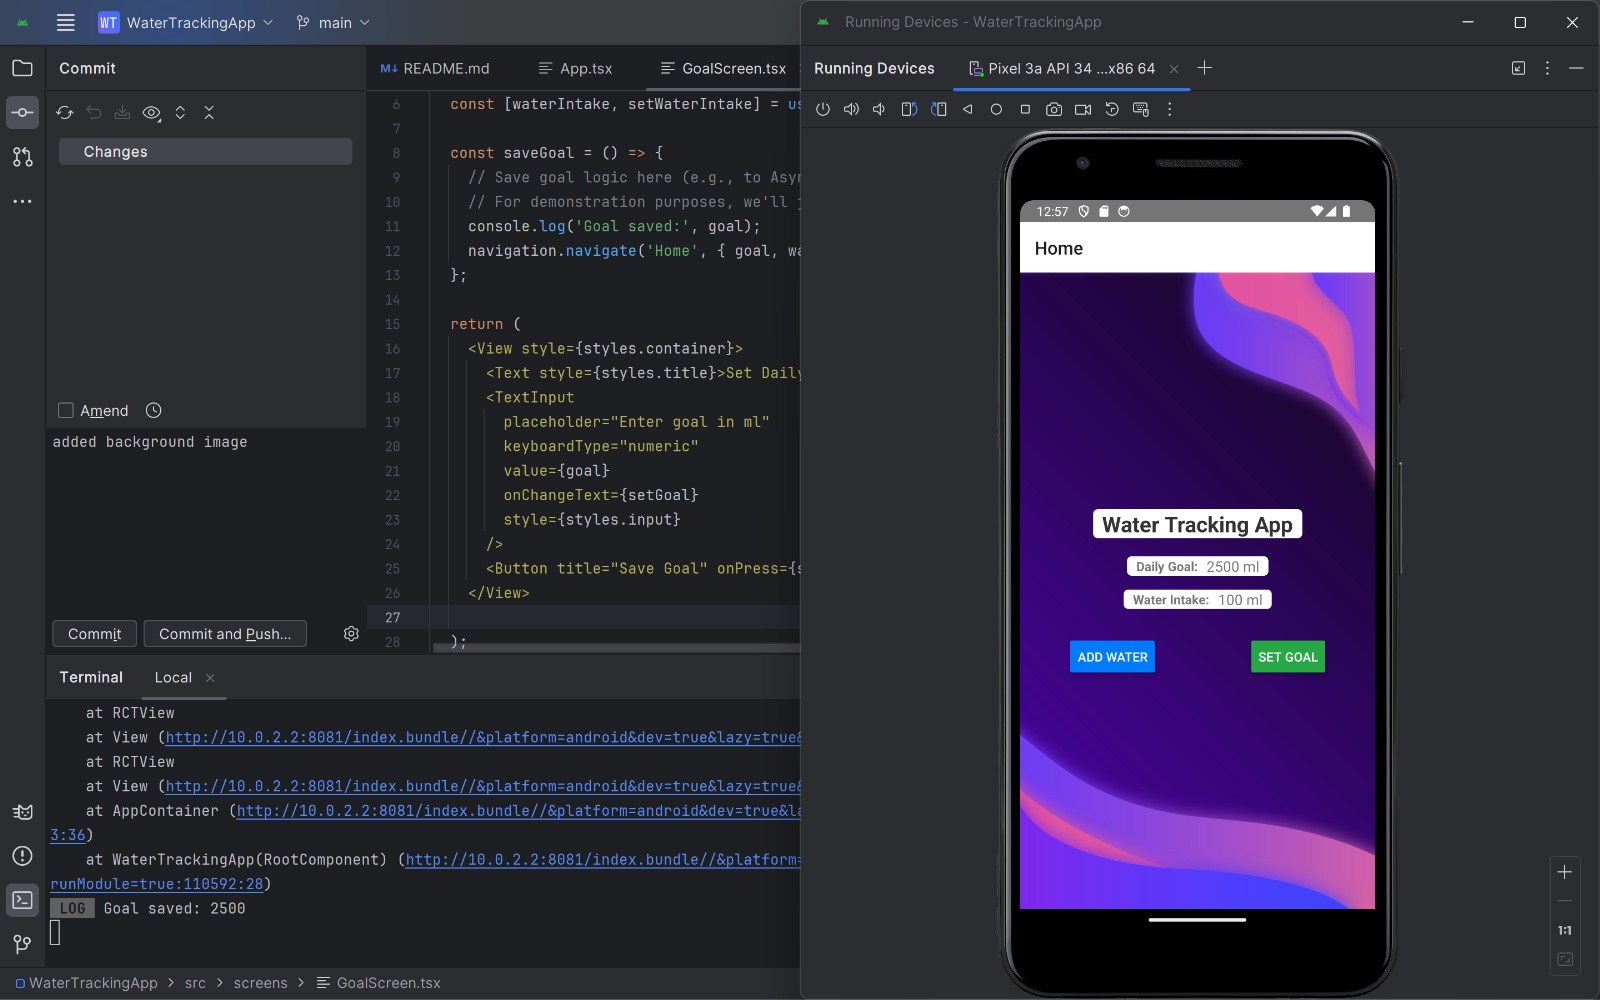 WT WaterTrackingApp main
Commit
Changes
Amend
added background image
Commit Commit and Push...
README.md App.tsx GoalScreen.tsx
6 const [waterIntake, setWaterIntake] = us
7
8 const saveGoal = () => {
9 // Save goal logic here (e.g., to Asyn
10 // For demonstration purposes, we'll j
11 console.log('Goal saved:', goal);
12 navigation.navigate('Home', { goal, wa
13 };
14
15 return (
16 <View style={styles.container}>
17 <Text style={styles.title}>Set Daily
18 <TextInput
19 placeholder="Enter goal in ml"
20 keyboardType="numeric"
21 value={goal}
22 onChangeText={setGoal}
23 style={styles.input}
24 />
25 <Button title="Save Goal" onPress={s
26 </View>
27
28 );
Terminal Local
at RCTView
at View (http://10.0.2.2:8081/index.bundle//&platform=android&dev=true&lazy=true&
at RCTView
at View (http://10.0.2.2:8081/index.bundle//&platform=android&dev=true&lazy=true&
at AppContainer (http://10.0.2.2:8081/index.bundle//&platform=android&dev=true&la
3:36)
at WaterTrackingApp(RootComponent) (http://10.0.2.2:8081/index.bundle//&platform=
runModule=true:110592:28)
LOG Goal saved: 2500
WaterTrackingApp > src > screens > GoalScreen.tsx
Running Devices - WaterTrackingApp
Running Devices Pixel 3a API 34 ...x86 64
12:57
Home
Water Tracking App
Daily Goal: 2500 ml
Water Intake: 100 ml
ADD WATER SET GOAL
1:1